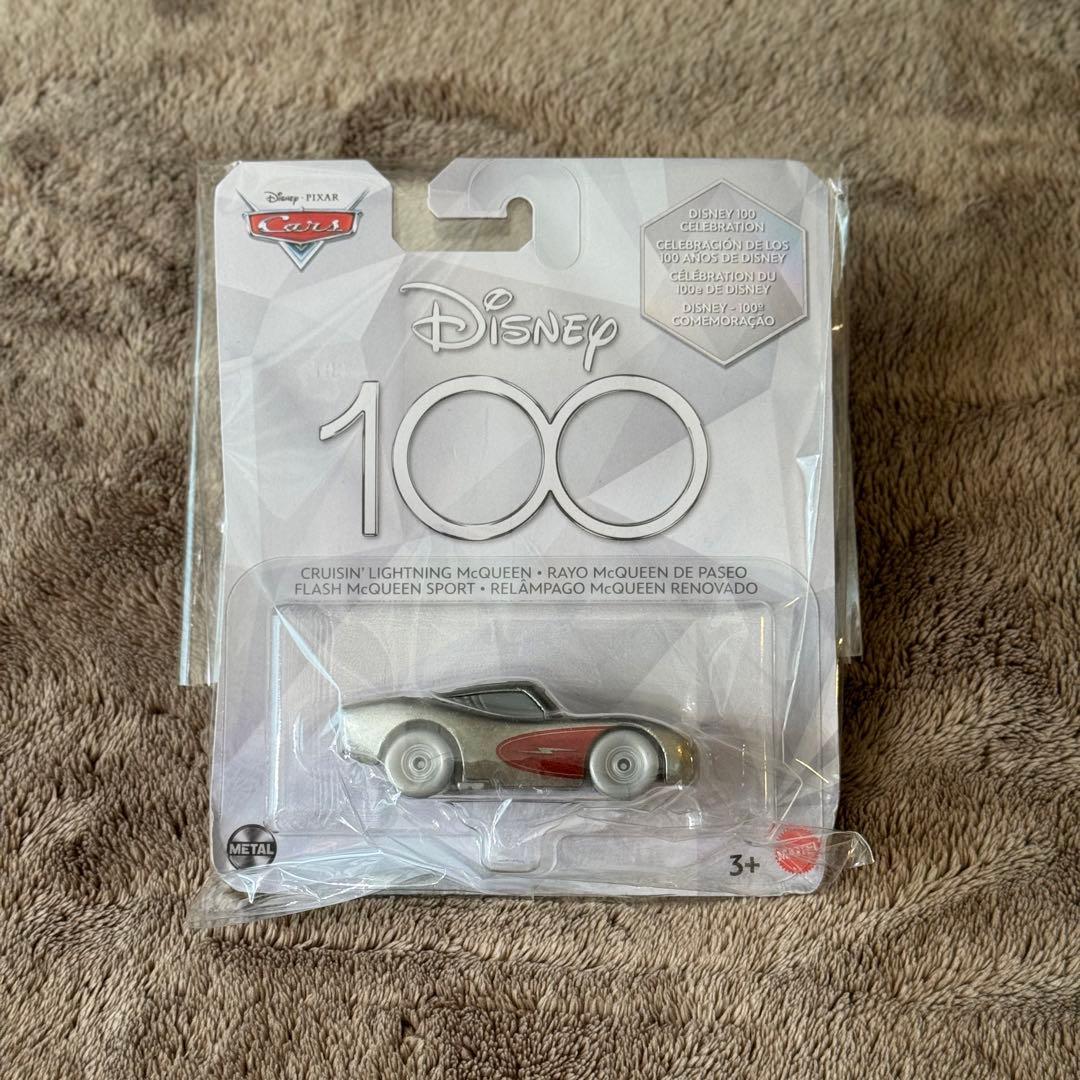 Disney · PIXAR
Cars
DISNEY 100
CELEBRATION
CELEBRACIÓN DE LOS
100 AÑOS DE DISNEY
CÉLÉBRATION DU
100e DE DISNEY
DISNEY - 100º
COMEMORAÇÃO
Disney
100
CRUISIN' LIGHTNING McQUEEN • RAYO McQUEEN DE PASEO
FLASH McQUEEN SPORT • RELÂMPAGO McQUEEN RENOVADO
METAL
3+
MATTEL